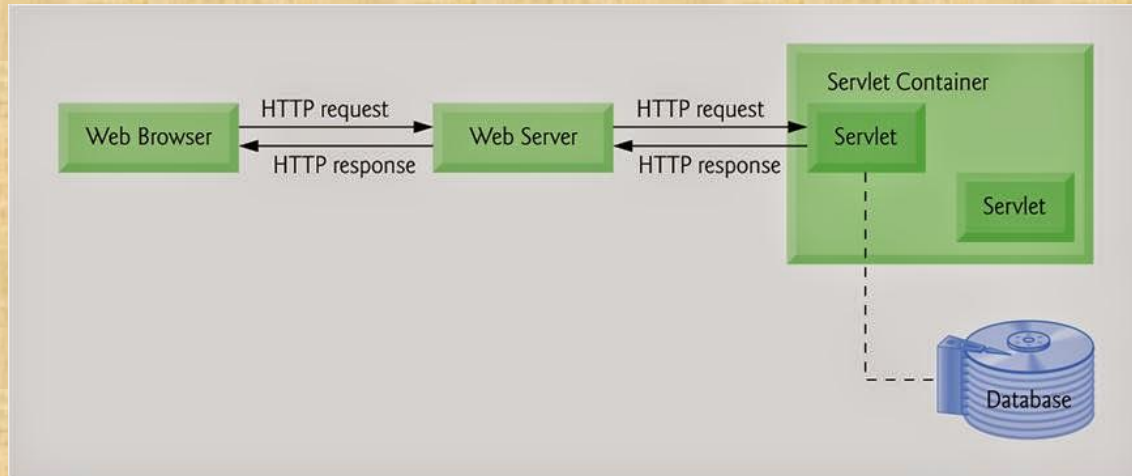 Servlet Container
HTTP request
HTTP request
Web Browser
Web Server
Servlet
HTTP response
HTTP response
Servlet
Database